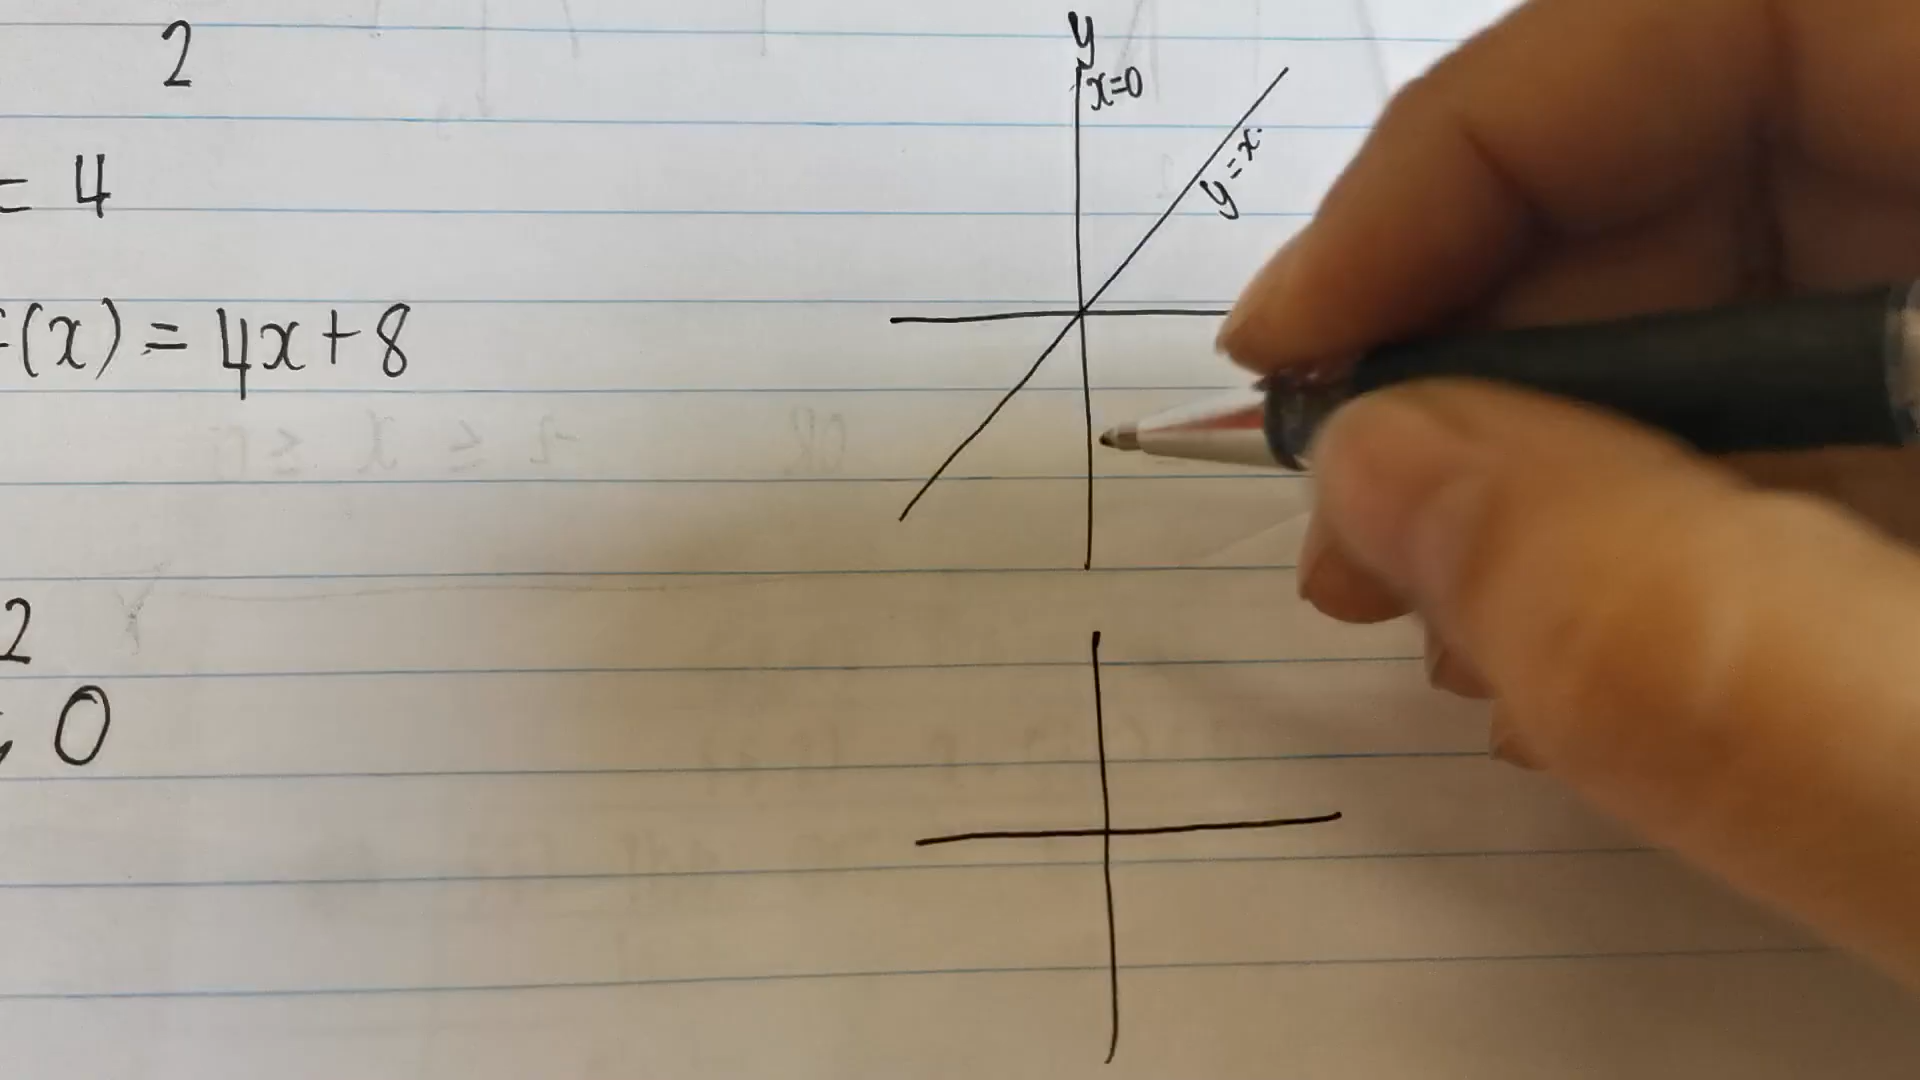 2
= 4
(x) = 4x+8
2
0
y
x=0
y=x